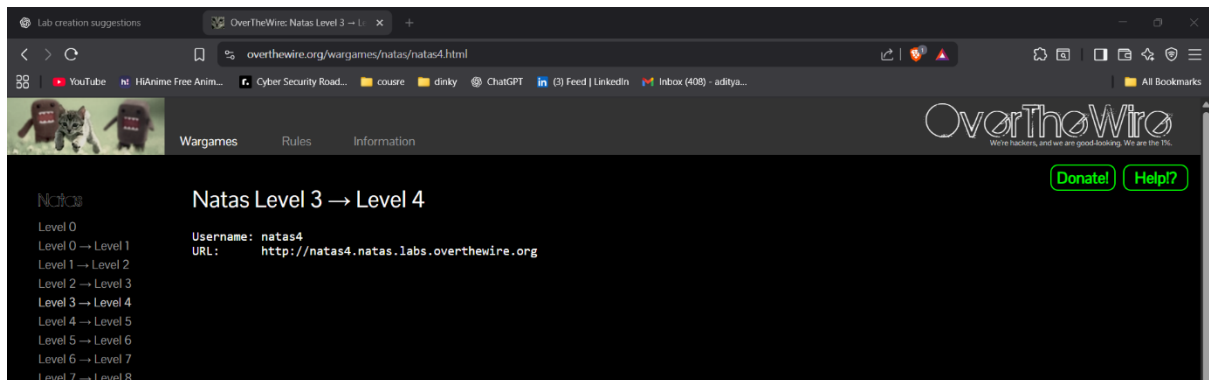 Lab creation suggestions
OverTheWire: Natas Level 3 → L
overthewire.org/wargames/natas/natas4.html
YouTube HiAnime Free Anim... Cyber Security Road... cousre dinky ChatGPT (3) Feed | LinkedIn Inbox (408) - aditya... All Bookmarks
Wargames Rules Information
OverTheWire
We're hackers, and we are good-looking. We are the 1%.
Donate! Help!?
Natas
Natas Level 3 → Level 4
Level 0
Level 0 → Level 1
Level 1 → Level 2
Level 2 → Level 3
Level 3 → Level 4
Level 4 → Level 5
Level 5 → Level 6
Level 6 → Level 7
Level 7 → Level 8
Username: natas4
URL: http://natas4.natas.labs.overthewire.org